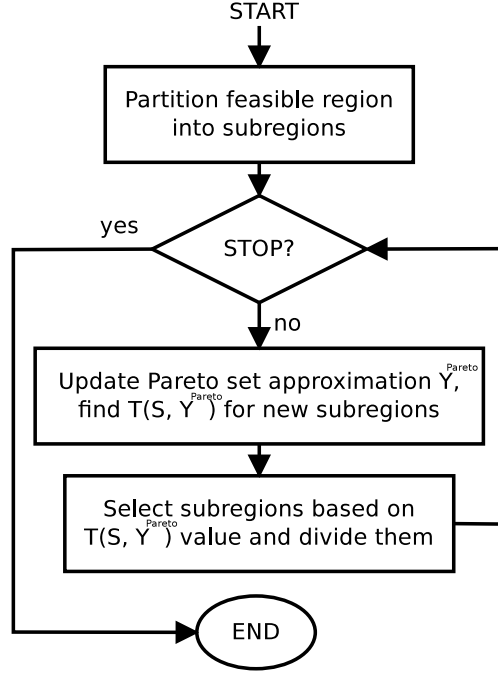 START
Partition feasible region
into subregions
yes
STOP?
no
Update Pareto set approximation Y^Pareto,
find T(S, Y^Pareto) for new subregions
Select subregions based on
T(S, Y^Pareto) value and divide them
END